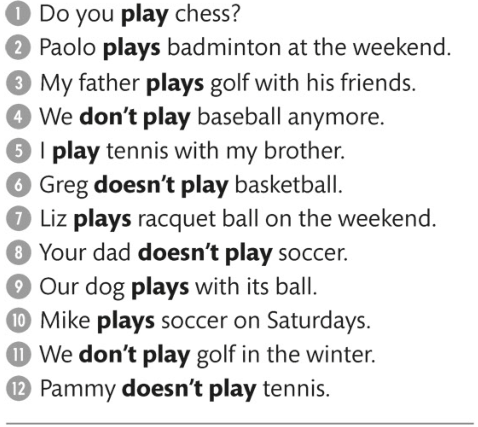 1 Do you play chess?
2 Paolo plays badminton at the weekend.
3 My father plays golf with his friends.
4 We don't play baseball anymore.
5 I play tennis with my brother.
6 Greg doesn't play basketball.
7 Liz plays racquet ball on the weekend.
8 Your dad doesn't play soccer.
9 Our dog plays with its ball.
10 Mike plays soccer on Saturdays.
11 We don't play golf in the winter.
12 Pammy doesn't play tennis.